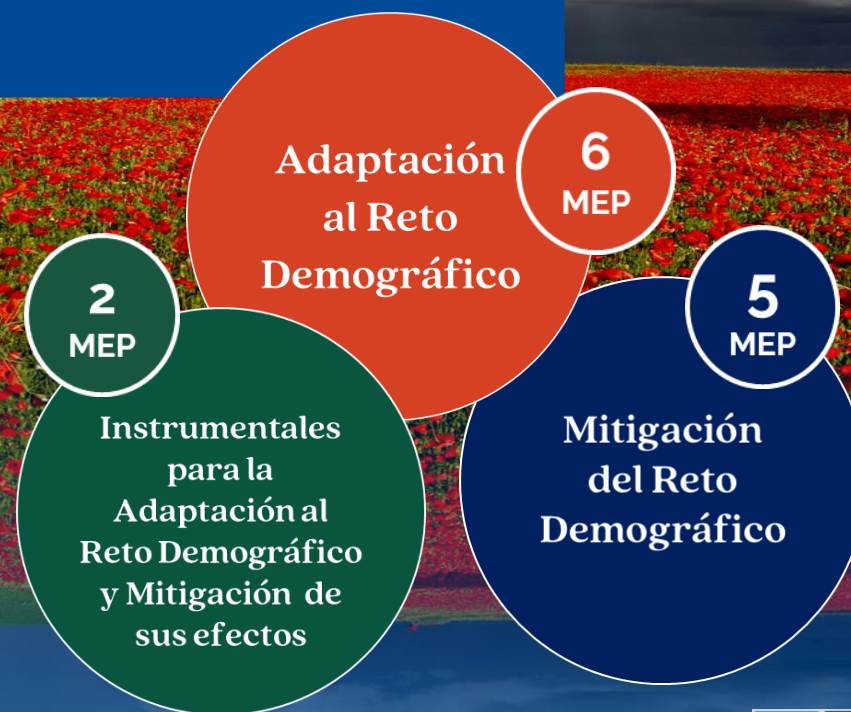 Adaptación
al Reto
Demográfico
6
MEP
2
MEP
Instrumentales
para la
Adaptación al
Reto Demográfico
y Mitigación de
sus efectos
5
MEP
Mitigación
del Reto
Demográfico